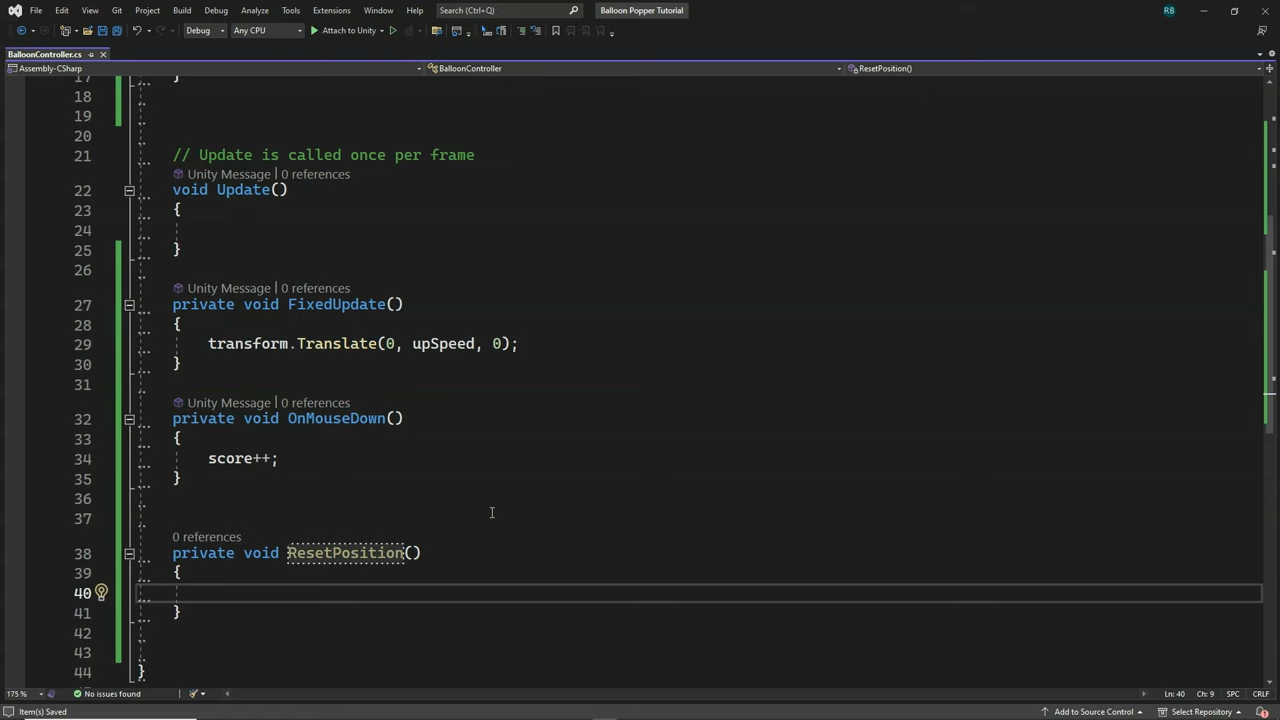 File Edit View Git Project Build Debug Analyze Tools Extensions Window Help Search (Ctrl+Q) Balloon Popper Tutorial RB
Debug Any CPU Attach to Unity
BalloonController.cs
Assembly-CSharp BalloonController ResetPosition()
17 }
18
19
20
21 // Update is called once per frame
Unity Message | 0 references
22 void Update()
23 {
24
25 }
26
Unity Message | 0 references
27 private void FixedUpdate()
28 {
29 transform.Translate(0, upSpeed, 0);
30 }
31
Unity Message | 0 references
32 private void OnMouseDown()
33 {
34 score++;
35 }
36
37
0 references
38 private void ResetPosition()
39 {
40
41 }
42
43
44 }
175 % No issues found Ln: 40 Ch: 9 SPC CRLF
Item(s) Saved Add to Source Control Select Repository 1